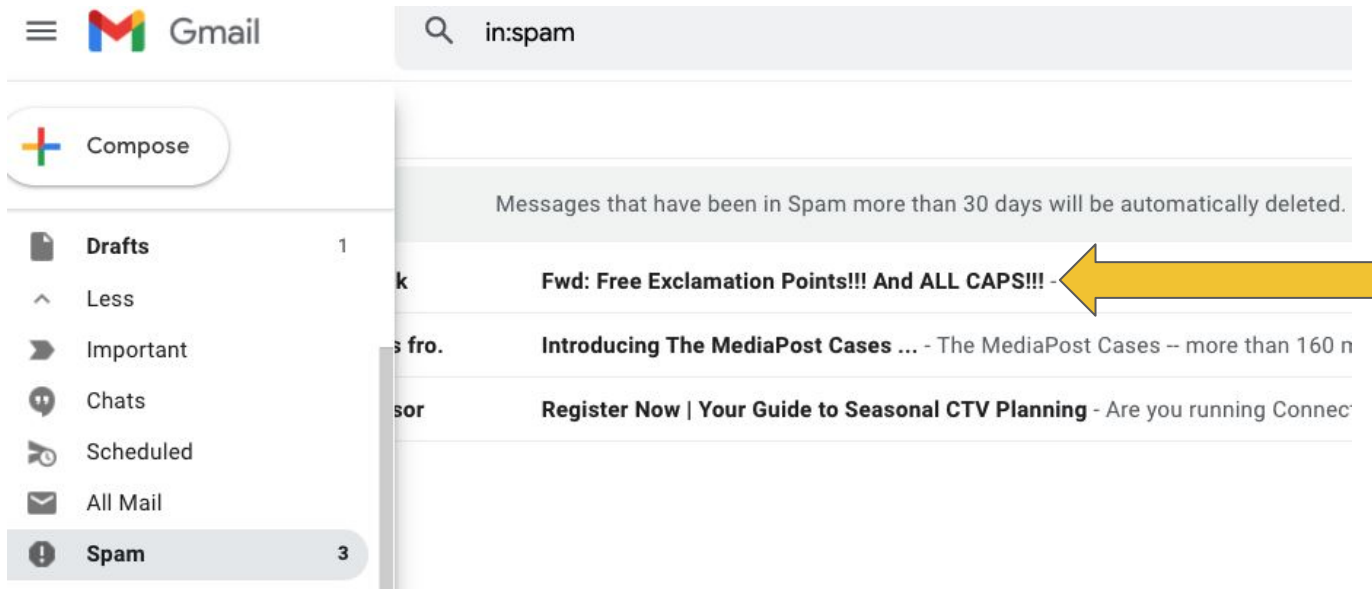 Gmail
in:spam
Compose
Messages that have been in Spam more than 30 days will be automatically deleted.
Drafts 1
k Fwd: Free Exclamation Points!!! And ALL CAPS!!! -
Less
Important
s fro. Introducing The MediaPost Cases ... - The MediaPost Cases -- more than 160
Chats
sor Register Now | Your Guide to Seasonal CTV Planning - Are you running
Scheduled
All Mail
Spam 3